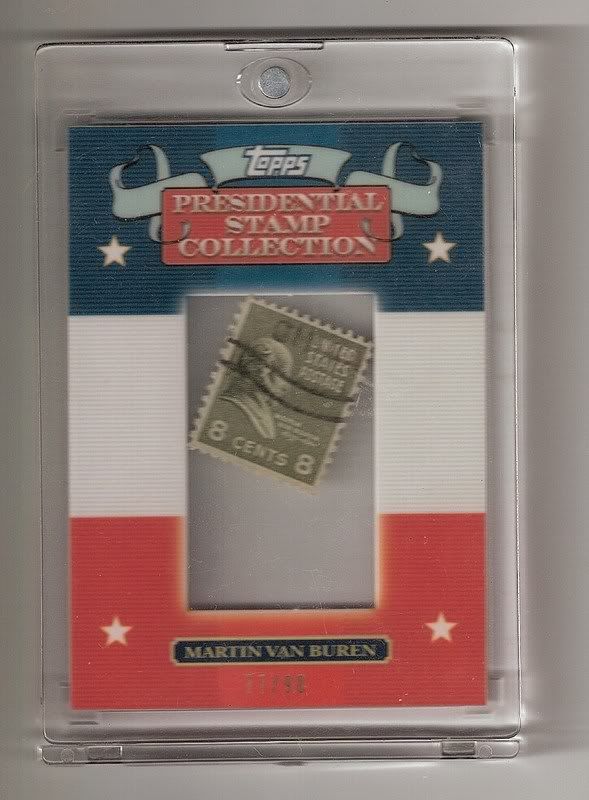 Topps
PRESIDENTIAL
STAMP
COLLECTION
UNITED
STATES
POSTAGE
8 CENTS 8
MARTIN VAN BUREN